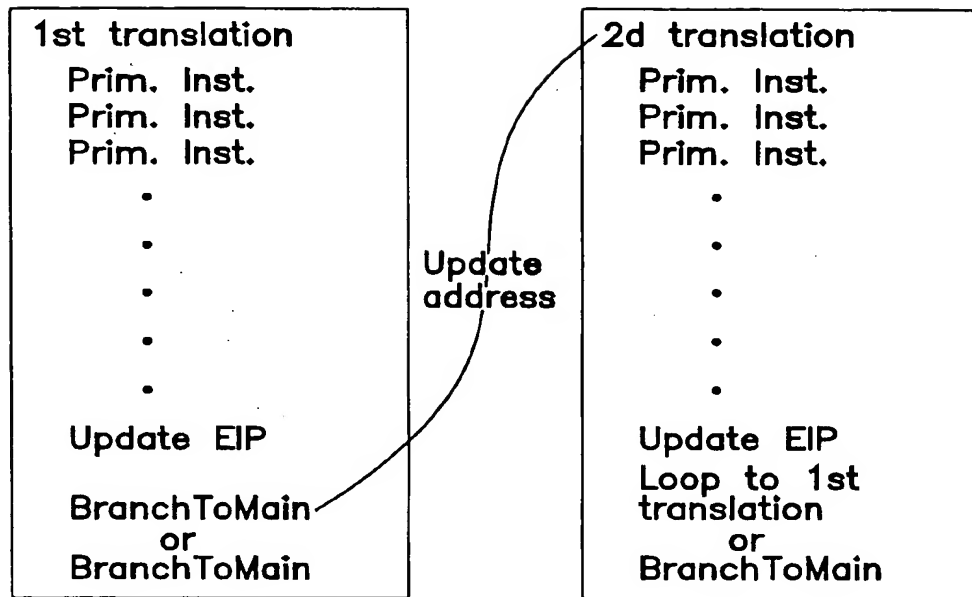 1st translation
Prim. Inst.
Prim. Inst.
Prim. Inst.
Update EIP
BranchToMain
or
BranchToMain
Update
address
2d translation
Prim. Inst.
Prim. Inst.
Prim. Inst.
Update EIP
Loop to 1st
translation
or
BranchToMain